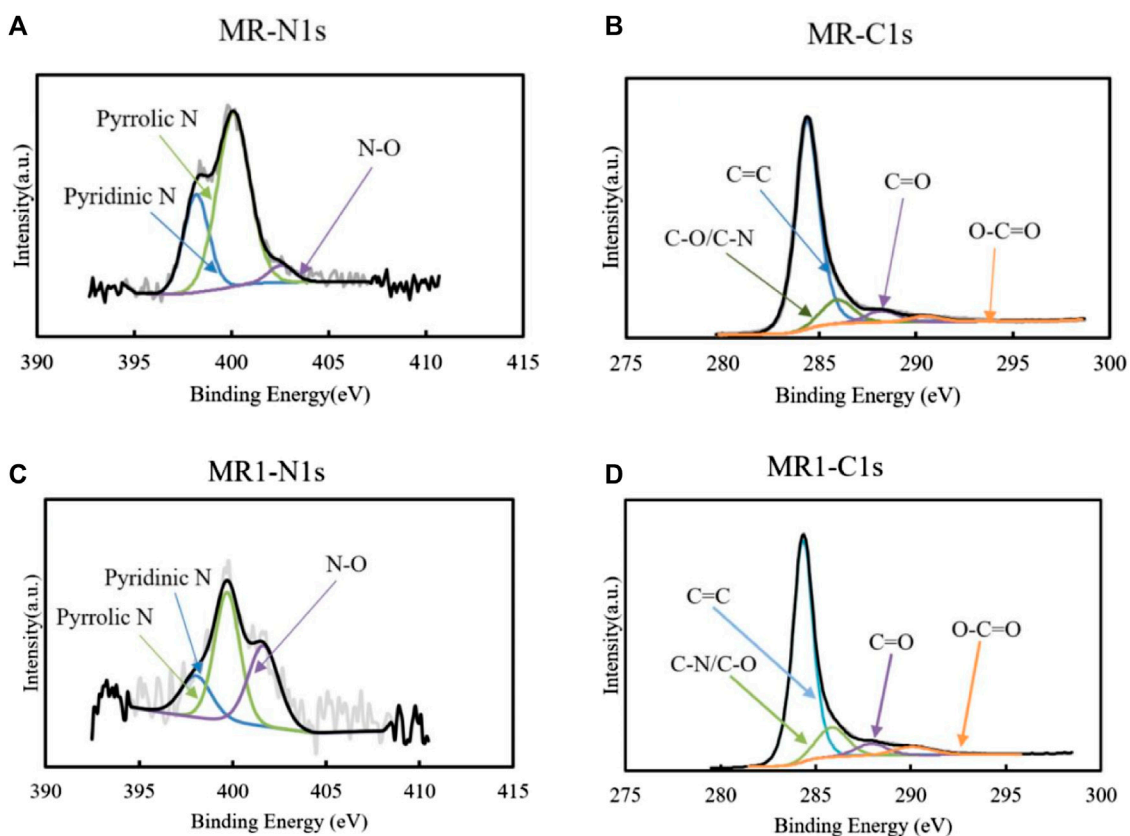 A
MR-N1s
Intensity(a.u.)
Pyrrolic N
Pyridinic N
N-O
390 395 400 405 410 415
Binding Energy(eV)
B
MR-C1s
Intensity(a.u.)
C=C
C=O
C-O/C-N
O-C=O
275 280 285 290 295 300
Binding Energy (eV)
C
MR1-N1s
Intensity(a.u.)
Pyridinic N
N-O
Pyrrolic N
390 395 400 405 410 415
Binding Energy (eV)
D
MR1-C1s
Intensity(a.u.)
C=C
C=O
O-C=O
C-N/C-O
275 280 285 290 295 300
Binding Energy (eV)